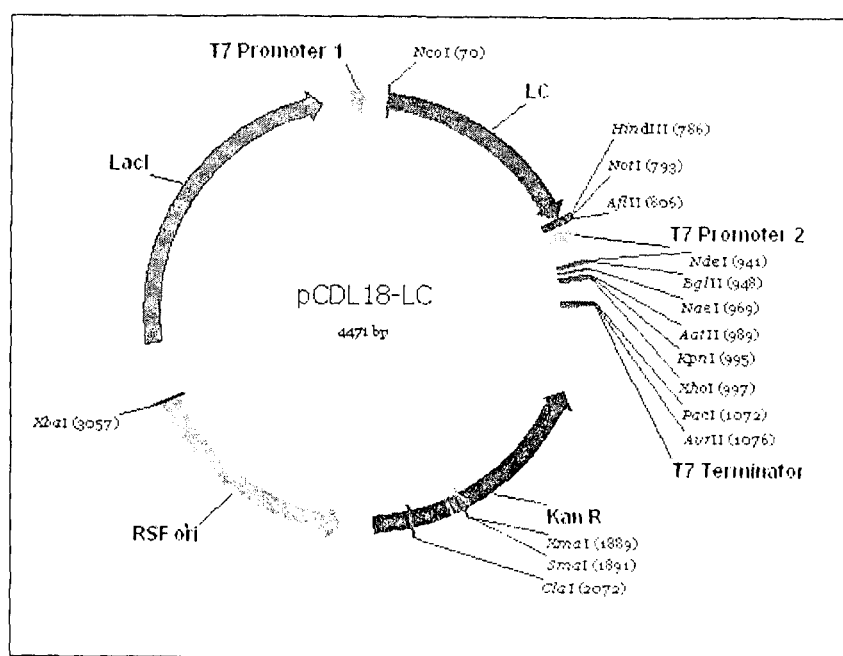 T7 Promoter 1
NcoI (70)
LC
HindIII (786)
NotI (793)
AflII (806)
LacI
T7 Promoter 2
NdeI (941)
BglII (948)
NaeI (969)
AatII (989)
KpnI (995)
XhoI (997)
PacI (1072)
AvrII (1076)
T7 Terminator
pCDL18-LC
4471 bp
XbaI (3057)
RSF ori
Kan R
XmaI (1889)
SmaI (1891)
ClaI (2072)